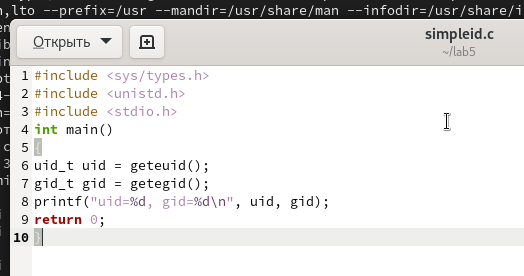 ,lto --prefix=/usr --mandir=/usr/share/man --infodir=/usr/share/i
Открыть
simpleid.c
~/lab5
1 #include <sys/types.h>
2 #include <unistd.h>
3 #include <stdio.h>
4 int main()
5 {
6 uid_t uid = geteuid();
7 gid_t gid = getegid();
8 printf("uid=%d, gid=%d\n", uid, gid);
9 return 0;
10 }